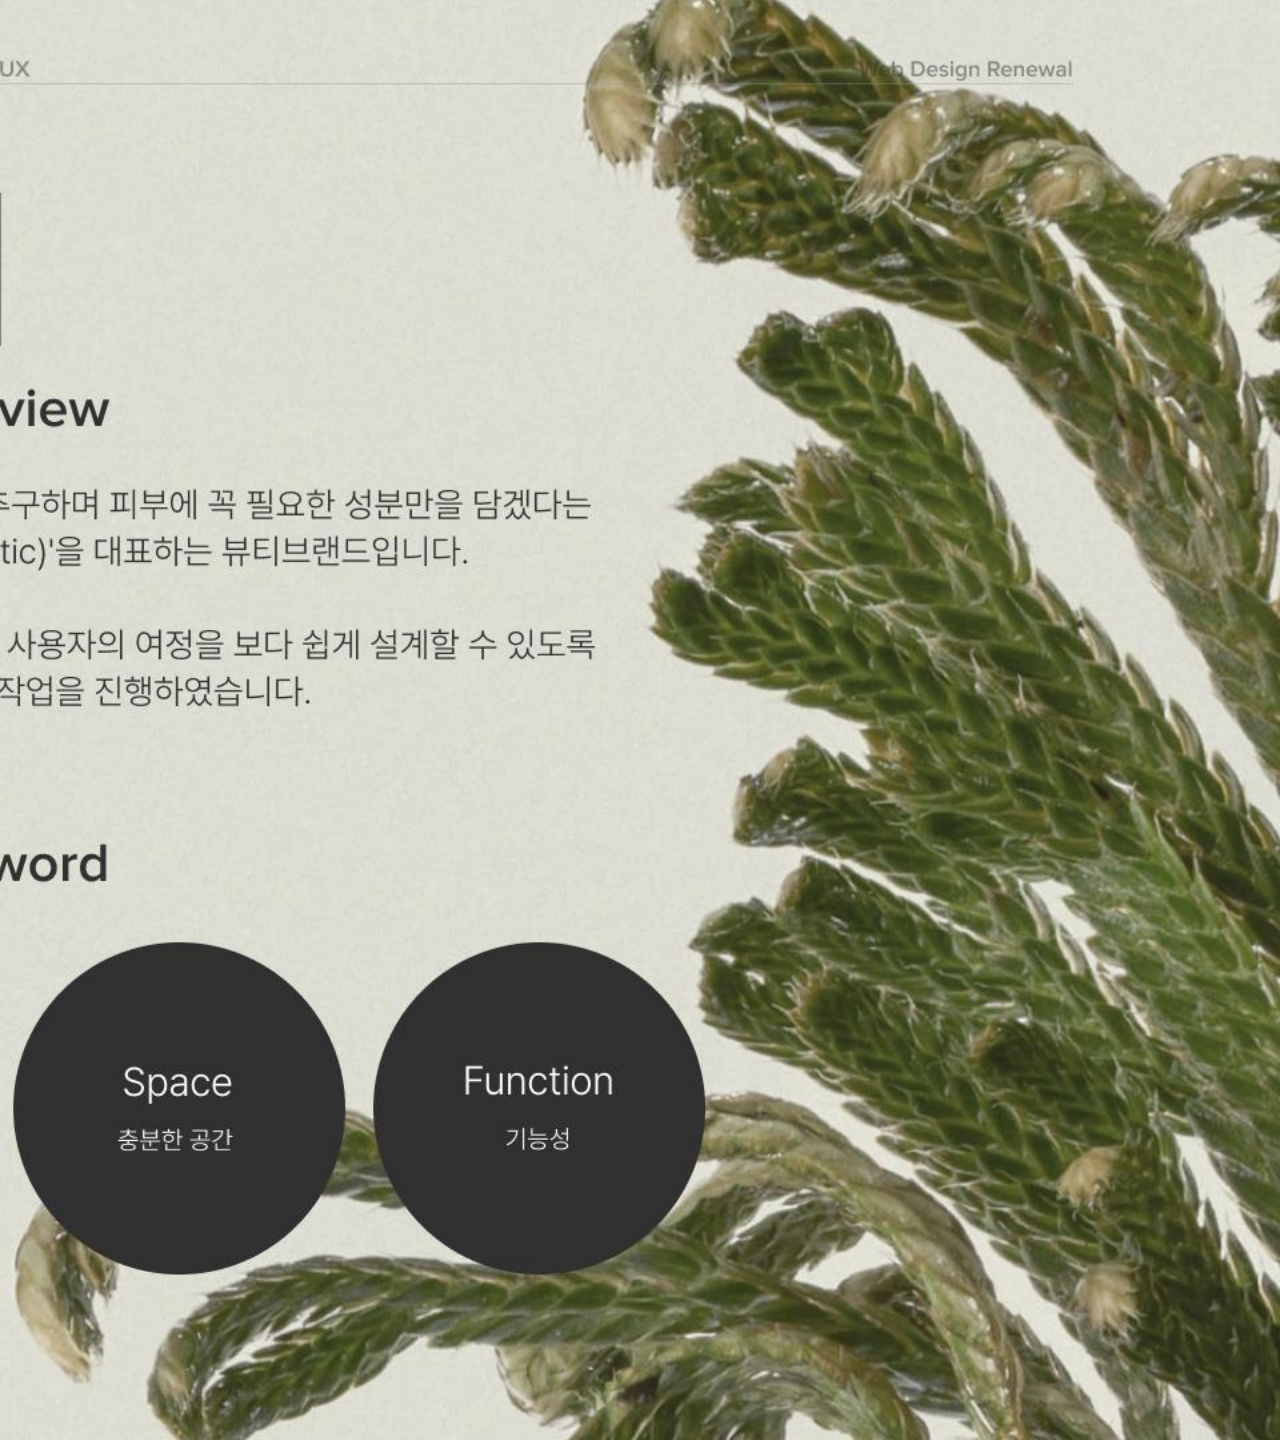 UX
Web Design Renewal
view
추구하며 피부에 꼭 필요한 성분만을 담겠다는
tic)'을 대표하는 뷰티브랜드입니다.
사용자의 여정을 보다 쉽게 설계할 수 있도록
작업을 진행하였습니다.
word
Space
충분한 공간
Function
기능성